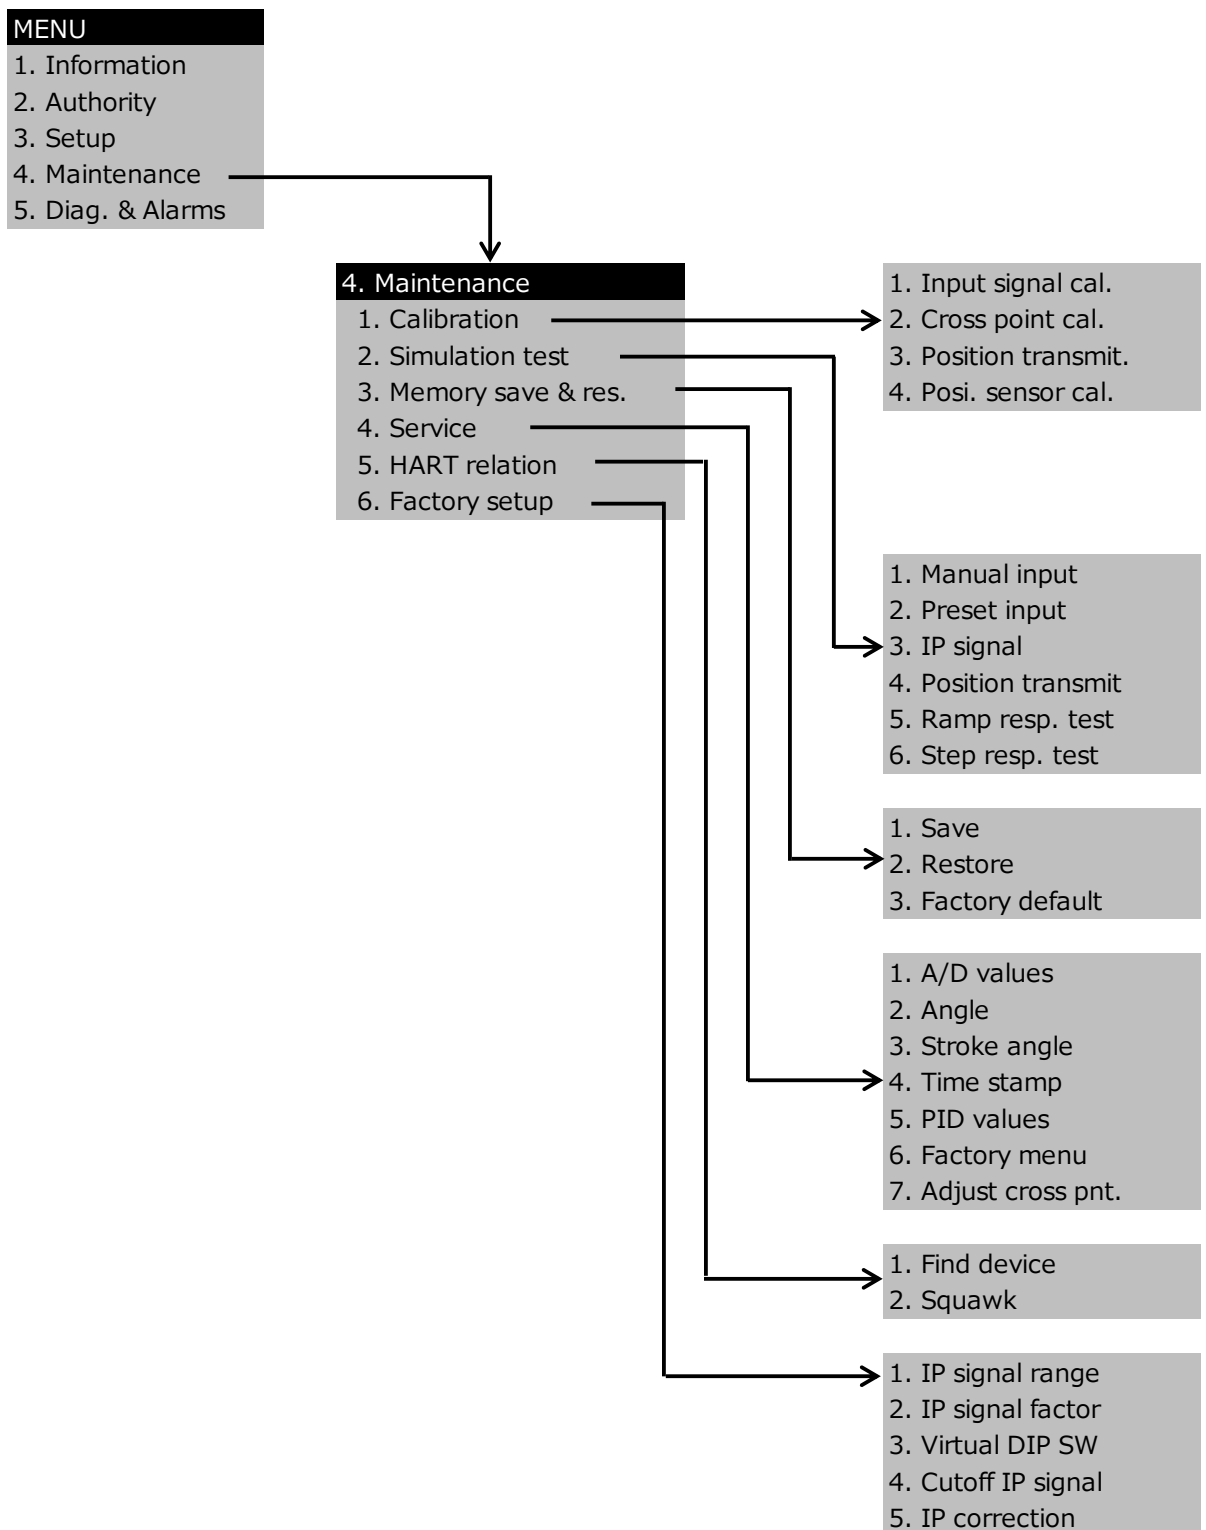 MENU
1. Information
2. Authority
3. Setup
4. Maintenance
5. Diag. & Alarms
4. Maintenance
1. Calibration
2. Simulation test
3. Memory save & res.
4. Service
5. HART relation
6. Factory setup
1. Input signal cal.
2. Cross point cal.
3. Position transmit.
4. Posi. sensor cal.
1. Manual input
2. Preset input
3. IP signal
4. Position transmit
5. Ramp resp. test
6. Step resp. test
1. Save
2. Restore
3. Factory default
1. A/D values
2. Angle
3. Stroke angle
4. Time stamp
5. PID values
6. Factory menu
7. Adjust cross pnt.
1. Find device
2. Squawk
1. IP signal range
2. IP signal factor
3. Virtual DIP SW
4. Cutoff IP signal
5. IP correction